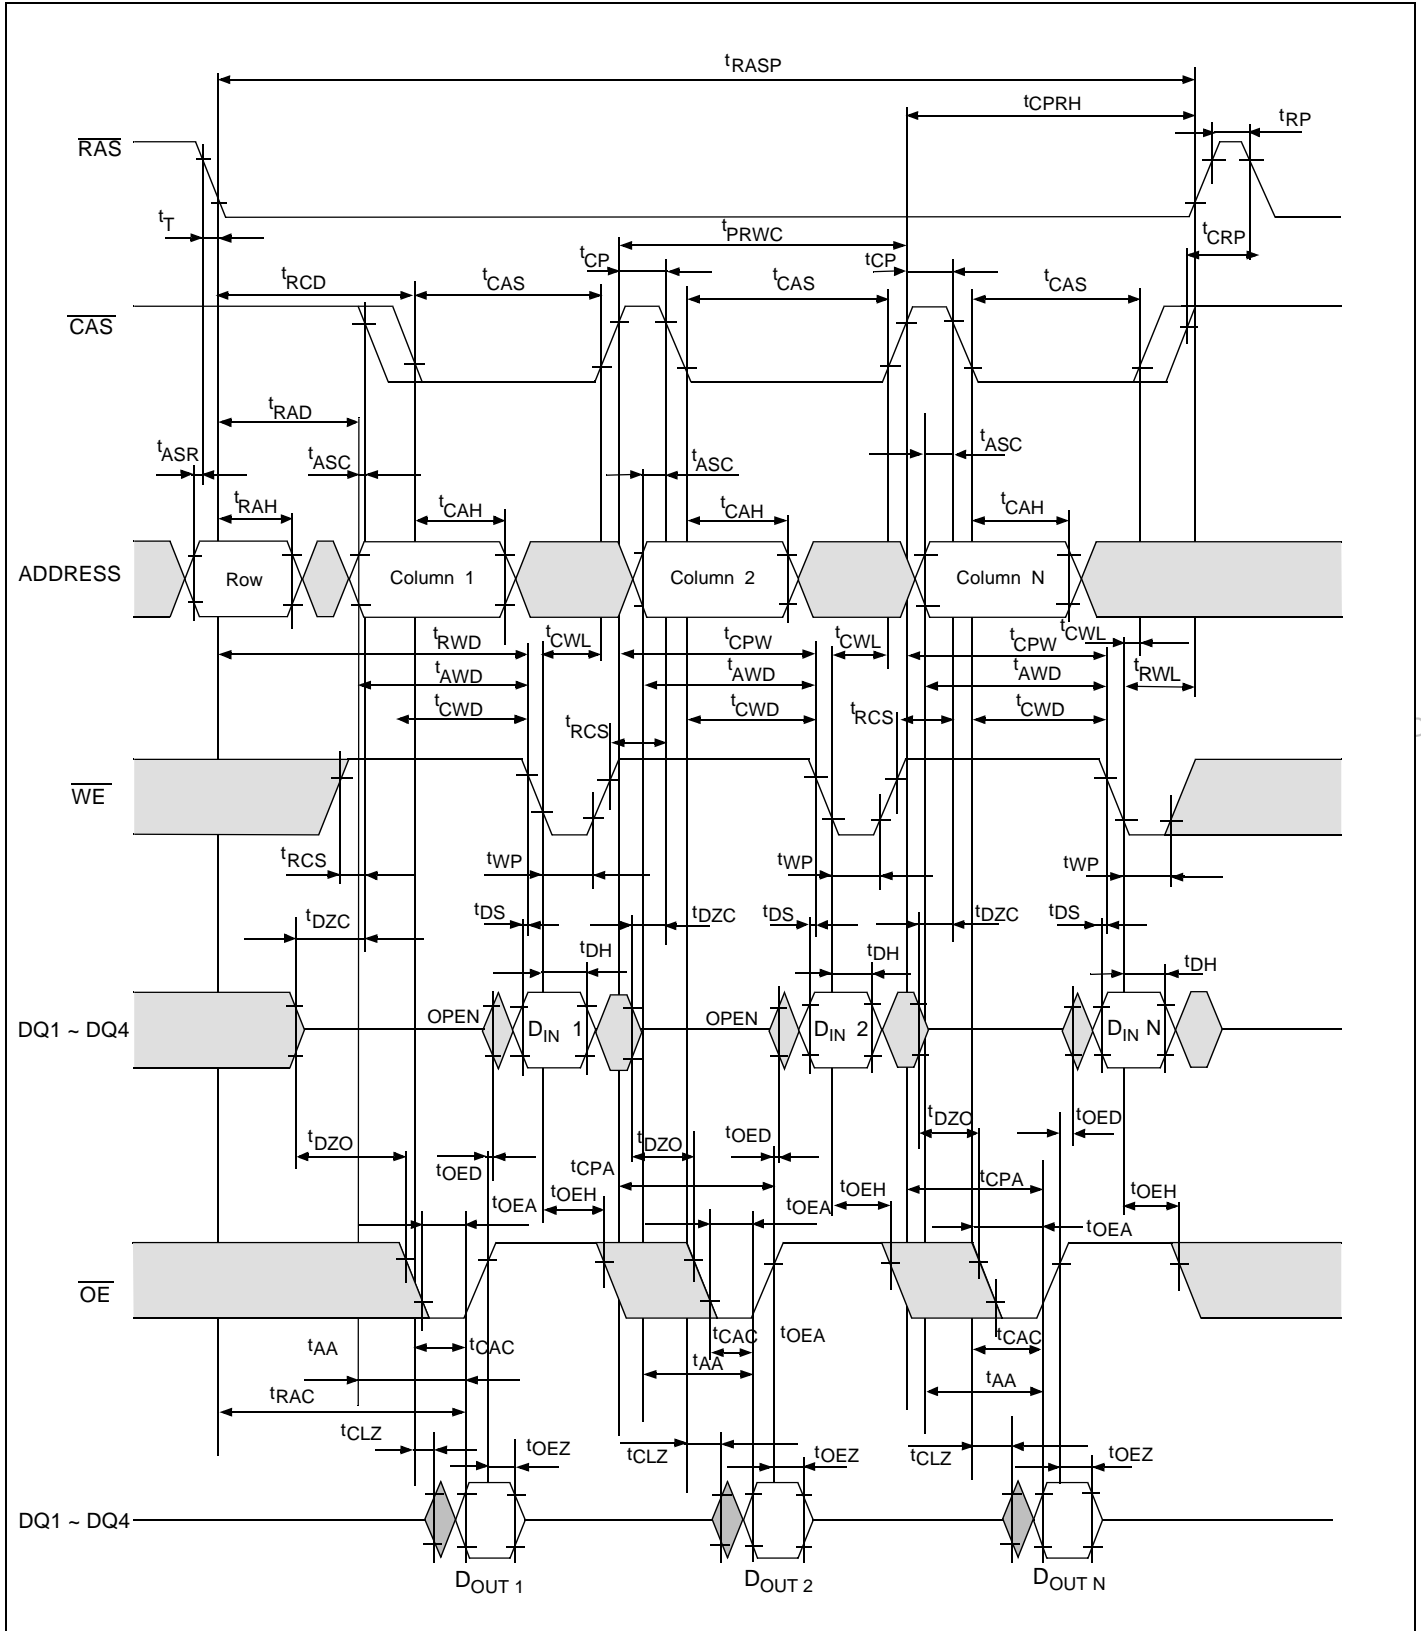 tRASP
tCPRH
tRP
RAS
tT
tPRWC
tCRP
tCP
tCP
tRCD
tCAS
tCAS
tCAS
CAS
tRAD
tASR
tASC
tASC
tASC
tRAH
tCAH
tCAH
tCAH
ADDRESS
Row
Column 1
Column 2
Column N
tRWD
tCWL
tCPW
tCWL
tCPW
tCWL
tAWD
tAWD
tAWD
tRWL
tCWD
tRCS
tCWD
tRCS
tCWD
WE
tRCS
tWP
tWP
tWP
tDZC
tDS
tDZC
tDS
tDZC
tDS
tDH
tDH
tDH
DQ1 ~ DQ4
OPEN
DIN 1
OPEN
DIN 2
DIN N
tDZO
tOED
tDZO
tOED
tDZO
tOED
tOEA
tOEH
tCPA
tOEA
tOEH
tCPA
tOEA
tOEH
OE
tAA
tCAC
tCAC
tOEA
tCAC
tRAC
tAA
tAA
tCLZ
tOEZ
tCLZ
tOEZ
tCLZ
tOEZ
DQ1 ~ DQ4
DOUT 1
DOUT 2
DOUT N